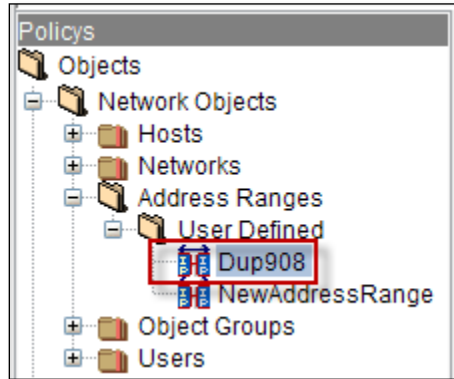 Policys
Objects
Network Objects
Hosts
Networks
Address Ranges
User Defined
Dup908
NewAddressRange
Object Groups
Users